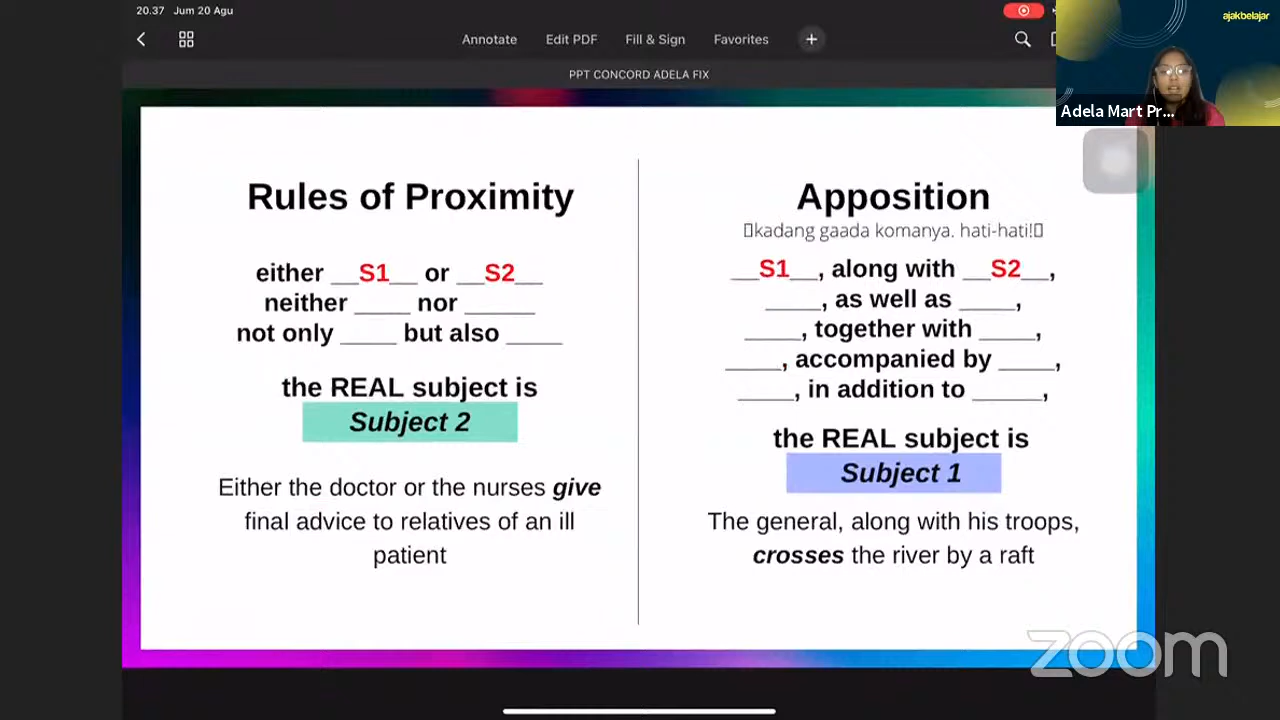 20.37 Jum 20 Agu
Annotate Edit PDF Fill & Sign Favorites
PPT CONCORD ADELA FIX
ajakbelajar
Adela Mart Pr...
Rules of Proximity
either __S1__ or __S2__
neither ____ nor _____
not only ____ but also ____
the REAL subject is
Subject 2
Either the doctor or the nurses give
final advice to relatives of an ill
patient
Apposition
kadang gaada komanya. hati-hati!
__S1__, along with __S2__,
____, as well as ____,
____, together with ____,
____, accompanied by ____,
____, in addition to _____,
the REAL subject is
Subject 1
The general, along with his troops,
crosses the river by a raft
zoom